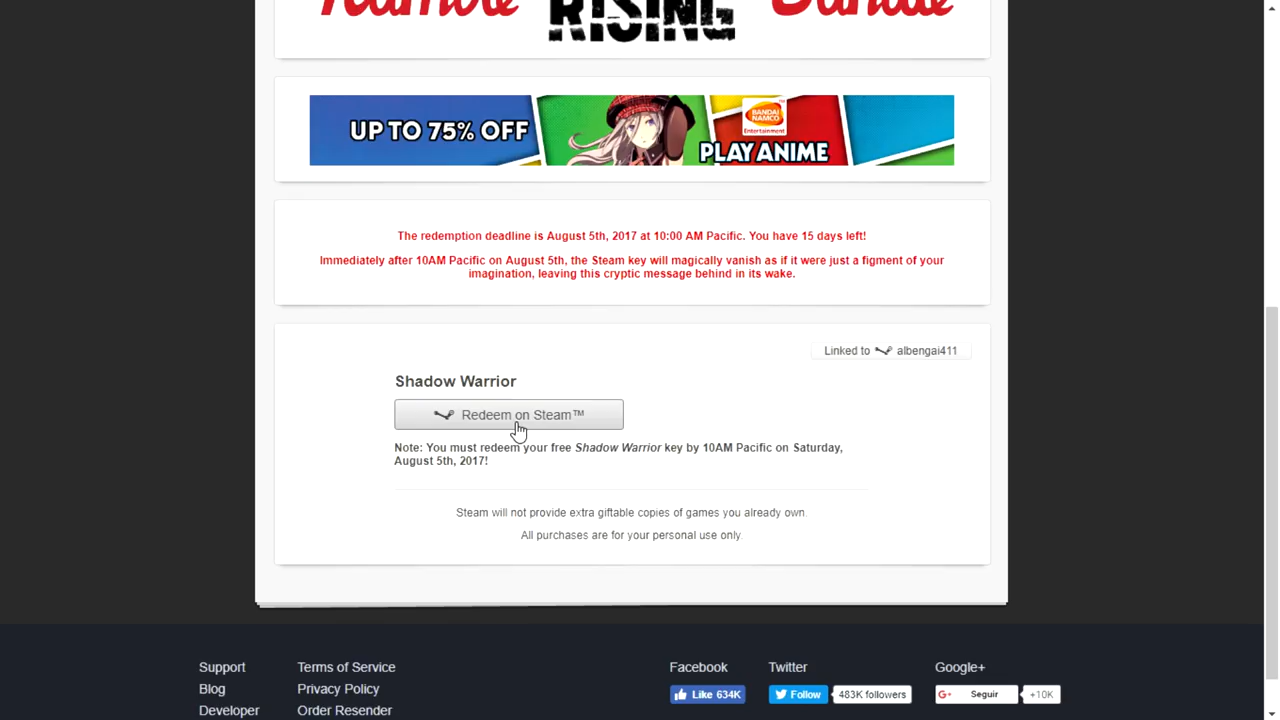 RISING
UP TO 75% OFF
BANDAI
NAMCO
Entertainment
PLAY ANIME
The redemption deadline is August 5th, 2017 at 10:00 AM Pacific. You have 15 days left!
Immediately after 10AM Pacific on August 5th, the Steam key will magically vanish as if it were just a figment of your
imagination, leaving this cryptic message behind in its wake.
Linked to albengai411
Shadow Warrior
Redeem on Steam™
Note: You must redeem your free Shadow Warrior key by 10AM Pacific on Saturday,
August 5th, 2017!
Steam will not provide extra giftable copies of games you already own.
All purchases are for your personal use only.
Support Terms of Service Facebook Twitter Google+
Blog Privacy Policy Like 634K Follow 483K followers G+ Seguir +10K
Developer Order Resender